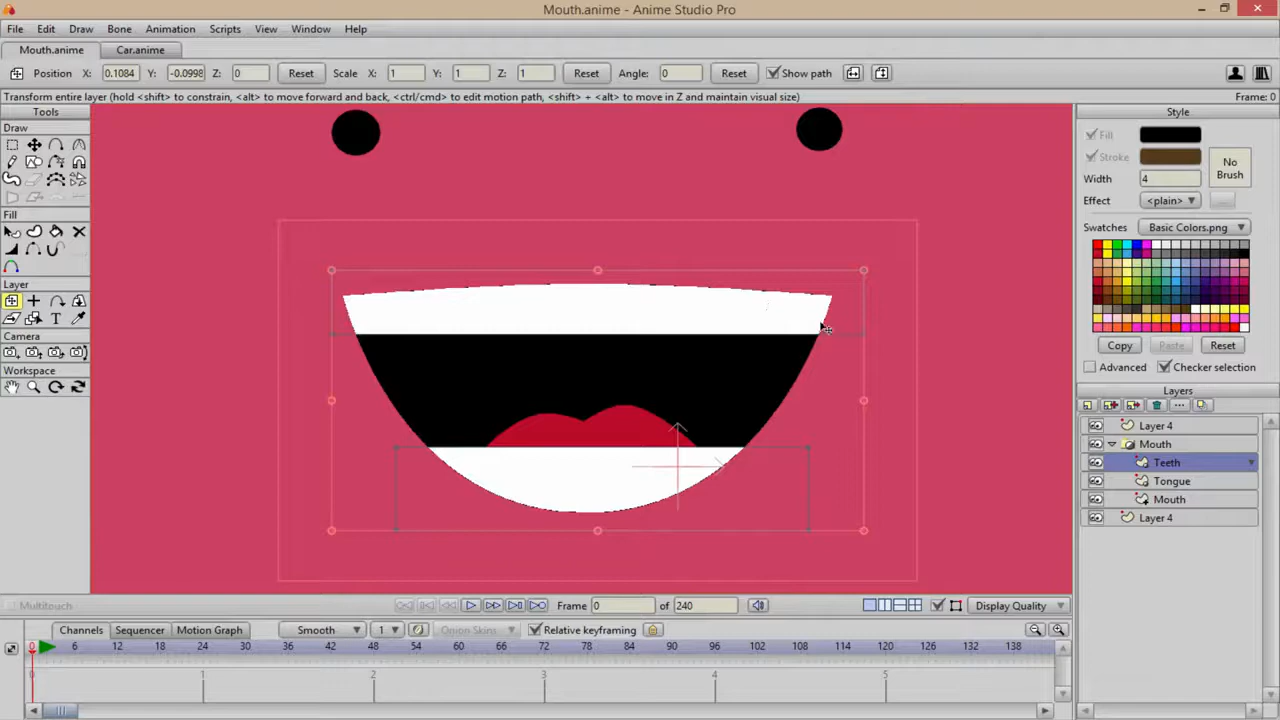 Mouth.anime - Anime Studio Pro
File Edit Draw Bone Animation Scripts View Window Help
Mouth.anime Car.anime
Position X: 0.1084 Y: -0.0998 Z: 0 Reset Scale X: 1 Y: 1 Z: 1 Reset Angle: 0 Reset Show path
Transform entire layer (hold <shift> to constrain, <alt> to move forward and back, <ctrl/cmd> to edit motion path, <shift> + <alt> to move in Z and maintain visual size) Frame: 0
Tools
Draw
Fill
Layer
Camera
Workspace
Style
Fill
Stroke
No Brush
Width 4
Effect <plain> ...
Swatches Basic Colors.png
Copy Paste Reset
Advanced Checker selection
Layers
Layer 4
Mouth
Teeth
Tongue
Mouth
Layer 4
Multitouch Frame 0 of 240 Display Quality
Channels Sequencer Motion Graph Smooth 1 Onion Skins Relative keyframing
0 6 12 18 24 30 36 42 48 54 60 66 72 78 84 90 96 102 108 114 120 126 132 138
0 1 2 3 4 5